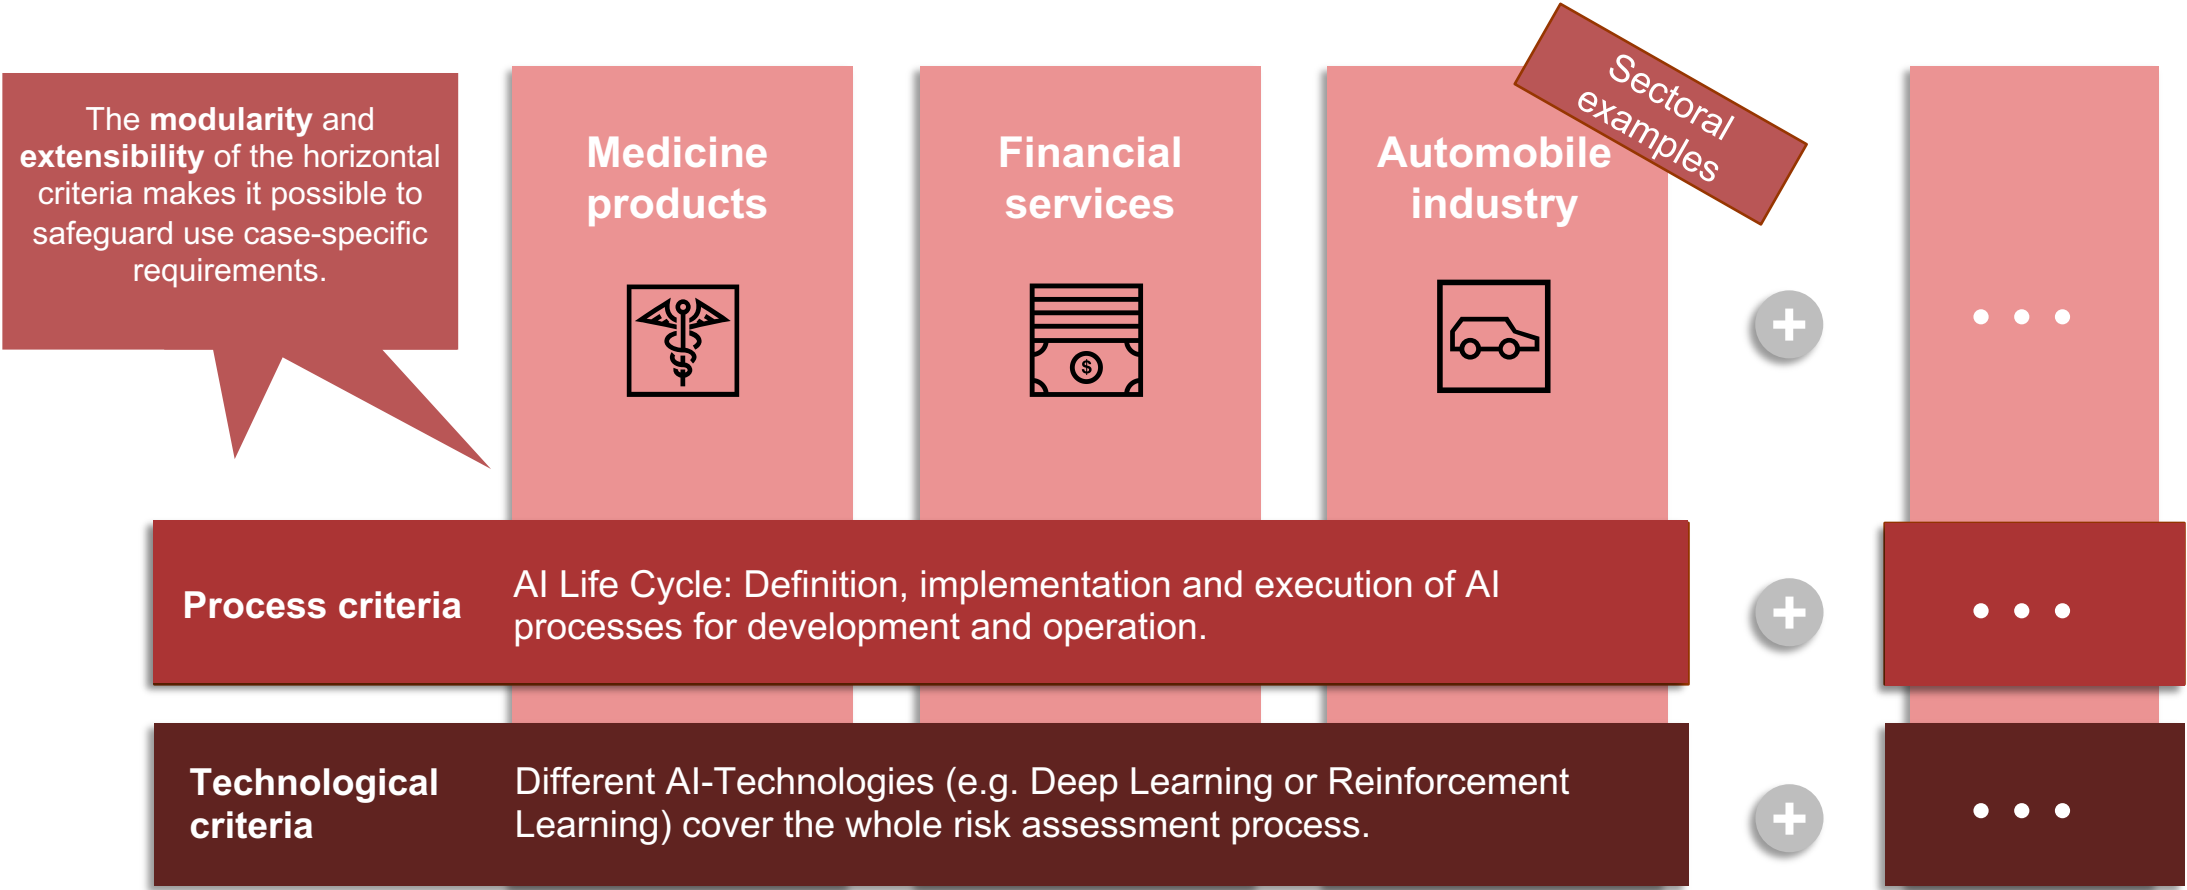 The modularity and
extensibility of the horizontal
criteria makes it possible to
safeguard use case-specific
requirements.
Medicine
products
Financial
services
$
Automobile
industry
Sectoral
examples
+
• • •
Process criteria
AI Life Cycle: Definition, implementation and execution of AI
processes for development and operation.
+
• • •
Technological
criteria
Different AI-Technologies (e.g. Deep Learning or Reinforcement
Learning) cover the whole risk assessment process.
+
• • •